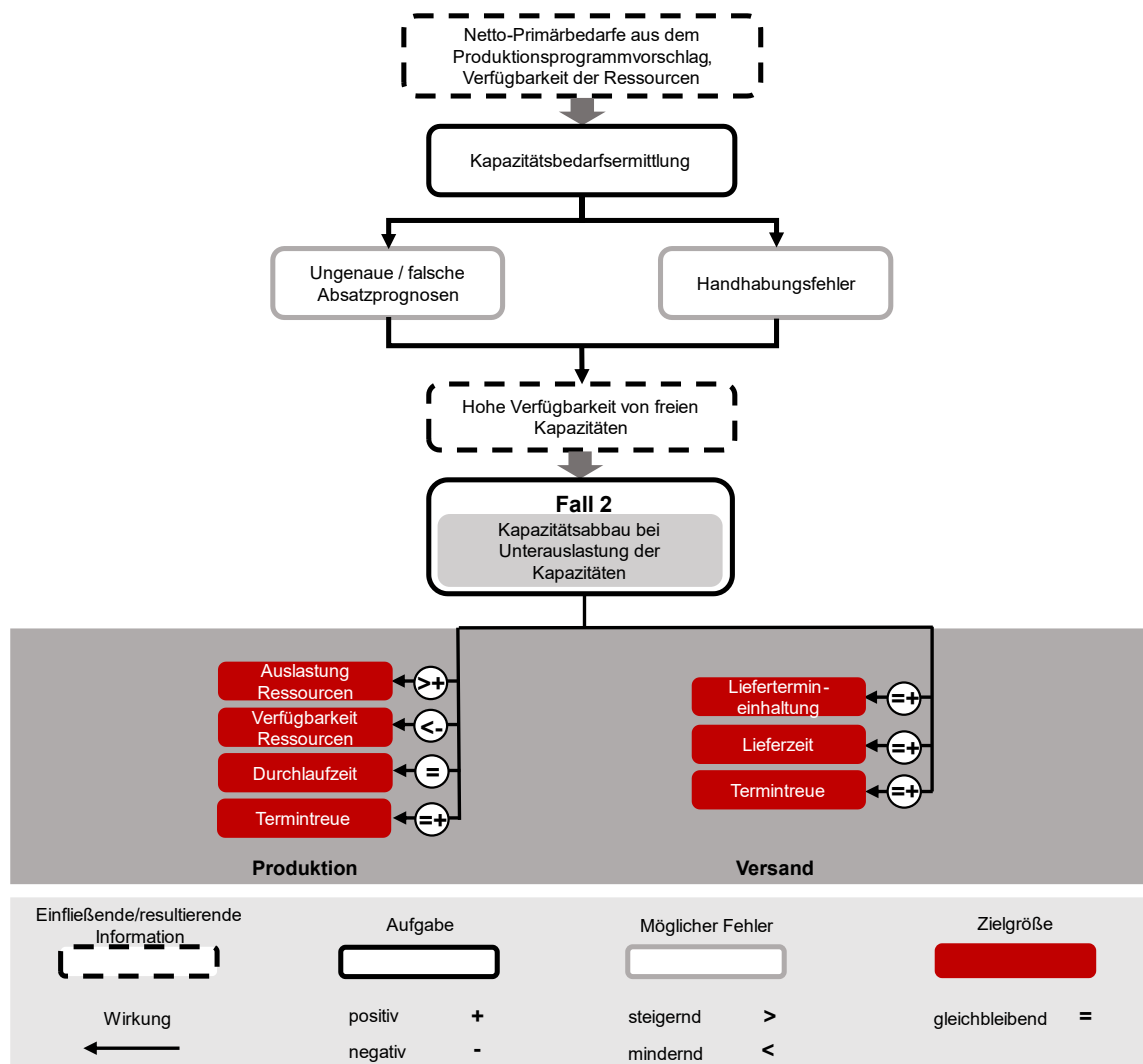 Netto-Primärbedarfe aus dem
Produktionsprogrammvorschlag,
Verfügbarkeit der Ressourcen
Kapazitätsbedarfsermittlung
Ungenaue / falsche
Absatzprognosen
Handhabungsfehler
Hohe Verfügbarkeit von freien
Kapazitäten
Fall 2
Kapazitätsabbau bei
Unterauslastung der
Kapazitäten
Auslastung
Ressourcen
>+
Verfügbarkeit
Ressourcen
<-
Durchlaufzeit
=
Termintreue
=+
Produktion
Liefertermin-
einhaltung
=+
Lieferzeit
=+
Termintreue
=+
Versand
Einfließende/resultierende
Information
Aufgabe
Möglicher Fehler
Zielgröße
Wirkung
positiv +
steigernd >
gleichbleibend =
negativ -
mindernd <